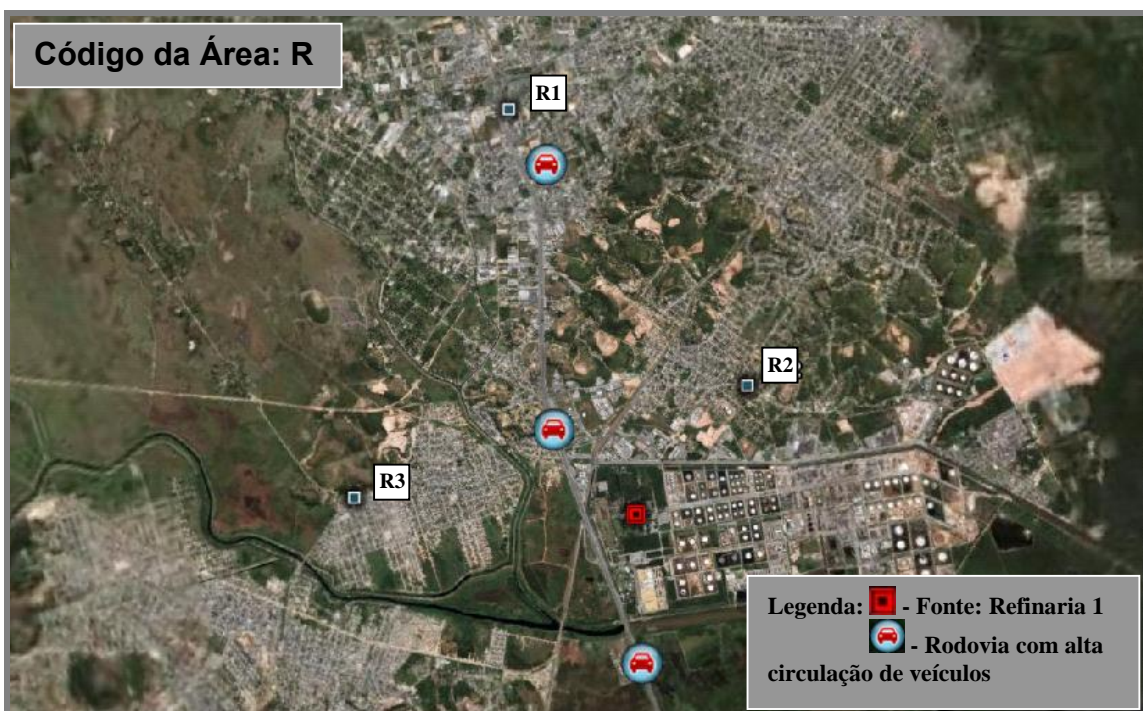 Código da Área: R
R1
R2
R3
Legenda: - Fonte: Refinaria 1
- Rodovia com alta
circulação de veículos